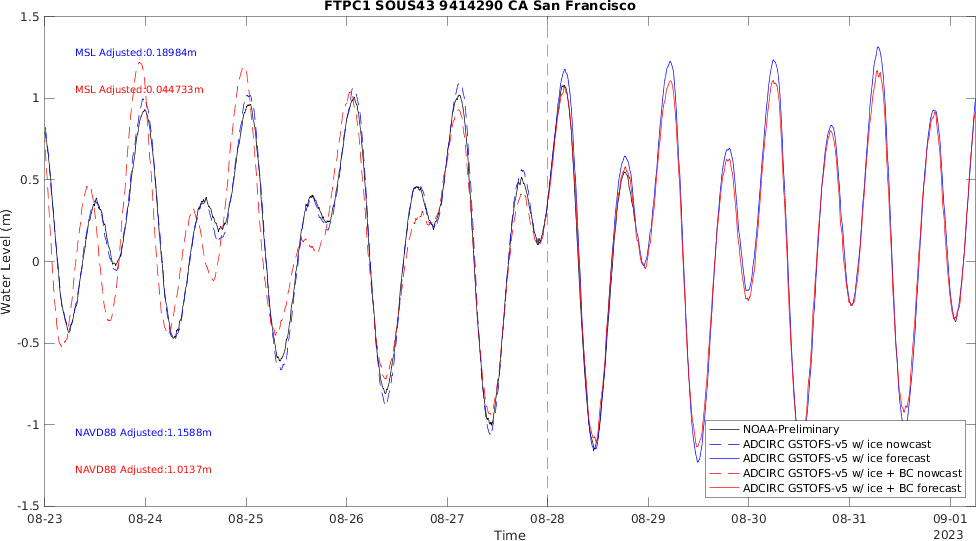 FTPC1 SOUS43 9414290 CA San Francisco
MSL Adjusted:0.18984m
MSL Adjusted:0.044733m
NAVD88 Adjusted:1.1588m
NAVD88 Adjusted:1.0137m
Water Level (m)
1.5
1
0.5
0
-0.5
-1
-1.5
NOAA-Preliminary
ADCIRC GSTOFS-v5 w/ ice nowcast
ADCIRC GSTOFS-v5 w/ ice forecast
ADCIRC GSTOFS-v5 w/ ice + BC nowcast
ADCIRC GSTOFS-v5 w/ ice + BC forecast
08-23 08-24 08-25 08-26 08-27 08-28 08-29 08-30 08-31 09-01
2023
Time